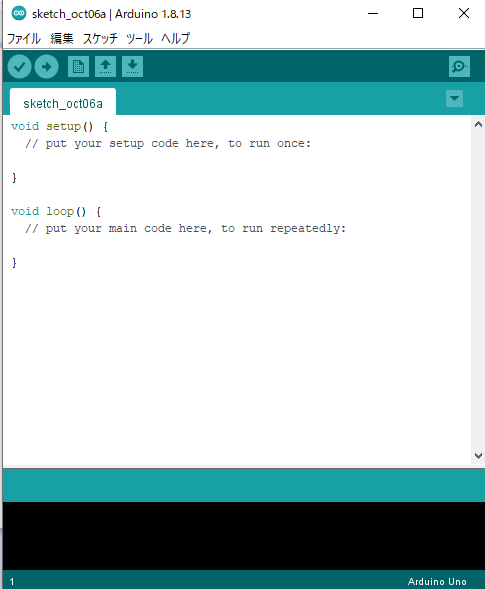 sketch_oct06a | Arduino 1.8.13
ファイル 編集 スケッチ ツール ヘルプ
sketch_oct06a
void setup() {
  // put your setup code here, to run once:
}
void loop() {
  // put your main code here, to run repeatedly:
}
1
Arduino Uno